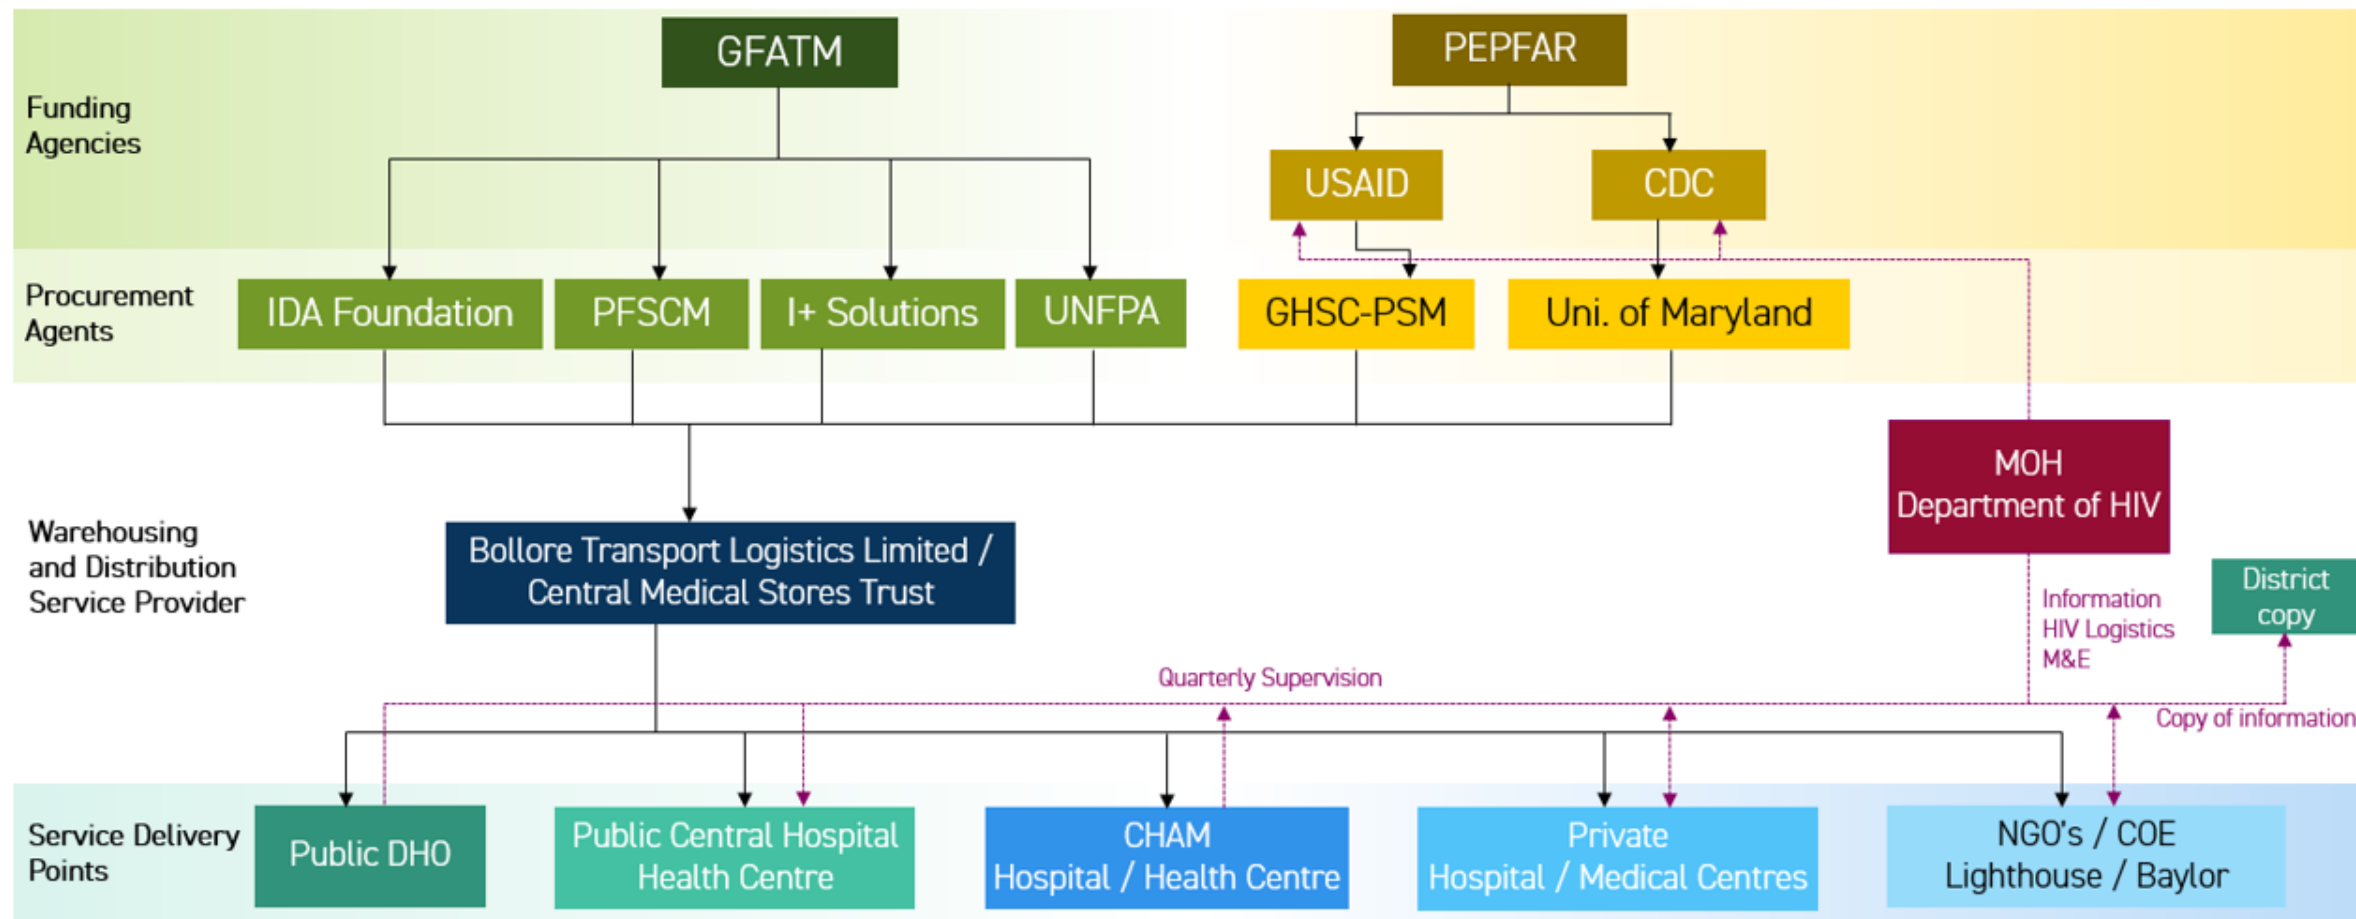 GFATM
PEPFAR
Funding
Agencies
USAID
CDC
Procurement
Agents
IDA Foundation
PFSCM
I+ Solutions
UNFPA
GHSC-PSM
Uni. of Maryland
MOH
Department of HIV
Warehousing
and Distribution
Service Provider
Bollore Transport Logistics Limited /
Central Medical Stores Trust
District
copy
Information
HIV Logistics
M&E
Quarterly Supervision
Copy of information
Service Delivery
Points
Public DHO
Public Central Hospital
Health Centre
CHAM
Hospital / Health Centre
Private
Hospital / Medical Centres
NGO's / COE
Lighthouse / Baylor